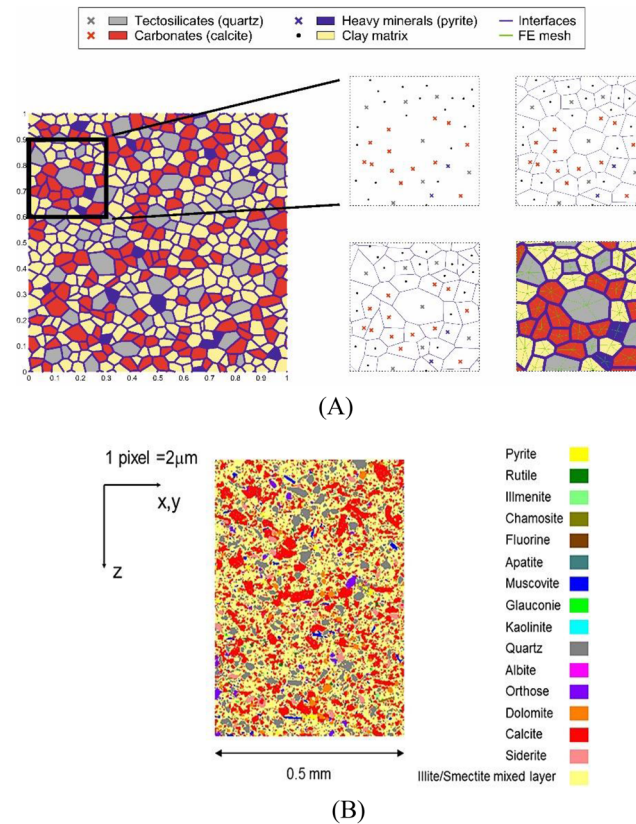 (A)
Tectosilicates (quartz) Heavy minerals (pyrite) Interfaces
Carbonates (calcite) Clay matrix FE mesh
1
0.9
0.8
0.7
0.6
0.5
0.4
0.3
0.2
0.1
0
0 0.1 0.2 0.3 0.4 0.5 0.6 0.7 0.8 0.9 1
(A)
(B)
1 pixel =2μm
x,y
z
0.5 mm
Pyrite
Rutile
Illmenite
Chamosite
Fluorine
Apatite
Muscovite
Glauconie
Kaolinite
Quartz
Albite
Orthose
Dolomite
Calcite
Siderite
Illite/Smectite mixed layer
(B)